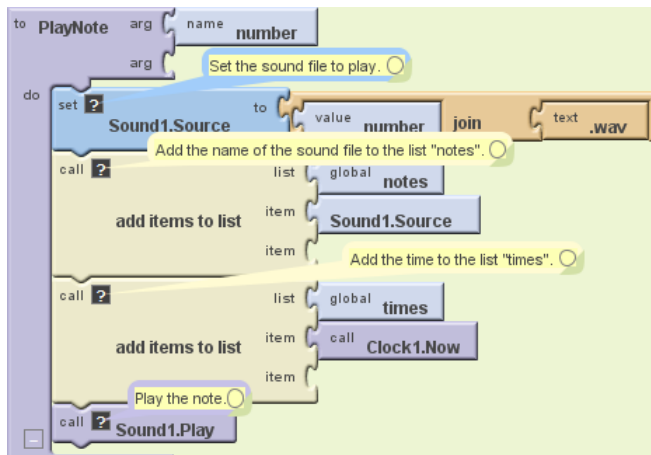 to PlayNote arg name number
arg Set the sound file to play.
do set ? Sound1.Source to value number join text .wav
Add the name of the sound file to the list "notes".
call ? add items to list list global notes
item Sound1.Source
item
Add the time to the list "times".
call ? add items to list list global times
item call Clock1.Now
item
Play the note.
call ? Sound1.Play